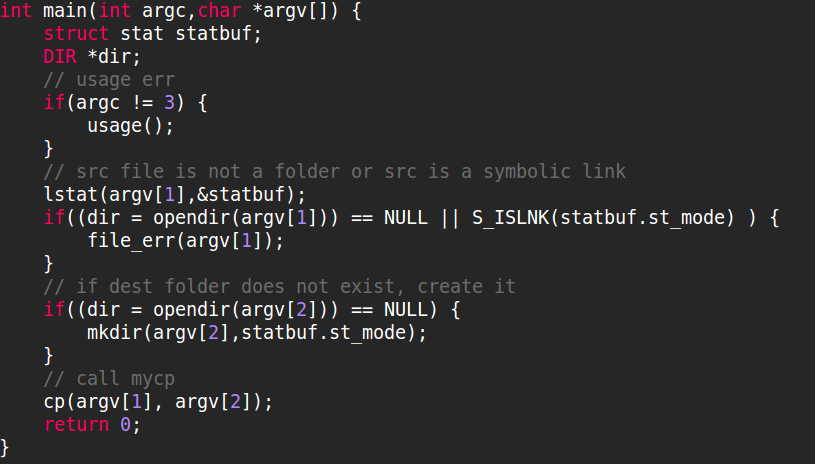 int main(int argc,char *argv[]) {
    struct stat statbuf;
    DIR *dir;
    // usage err
    if(argc != 3) {
        usage();
    }
    // src file is not a folder or src is a symbolic link
    lstat(argv[1],&statbuf);
    if((dir = opendir(argv[1])) == NULL || S_ISLNK(statbuf.st_mode) ) {
        file_err(argv[1]);
    }
    // if dest folder does not exist, create it
    if((dir = opendir(argv[2])) == NULL) {
        mkdir(argv[2],statbuf.st_mode);
    }
    // call mycp
    cp(argv[1], argv[2]);
    return 0;
}